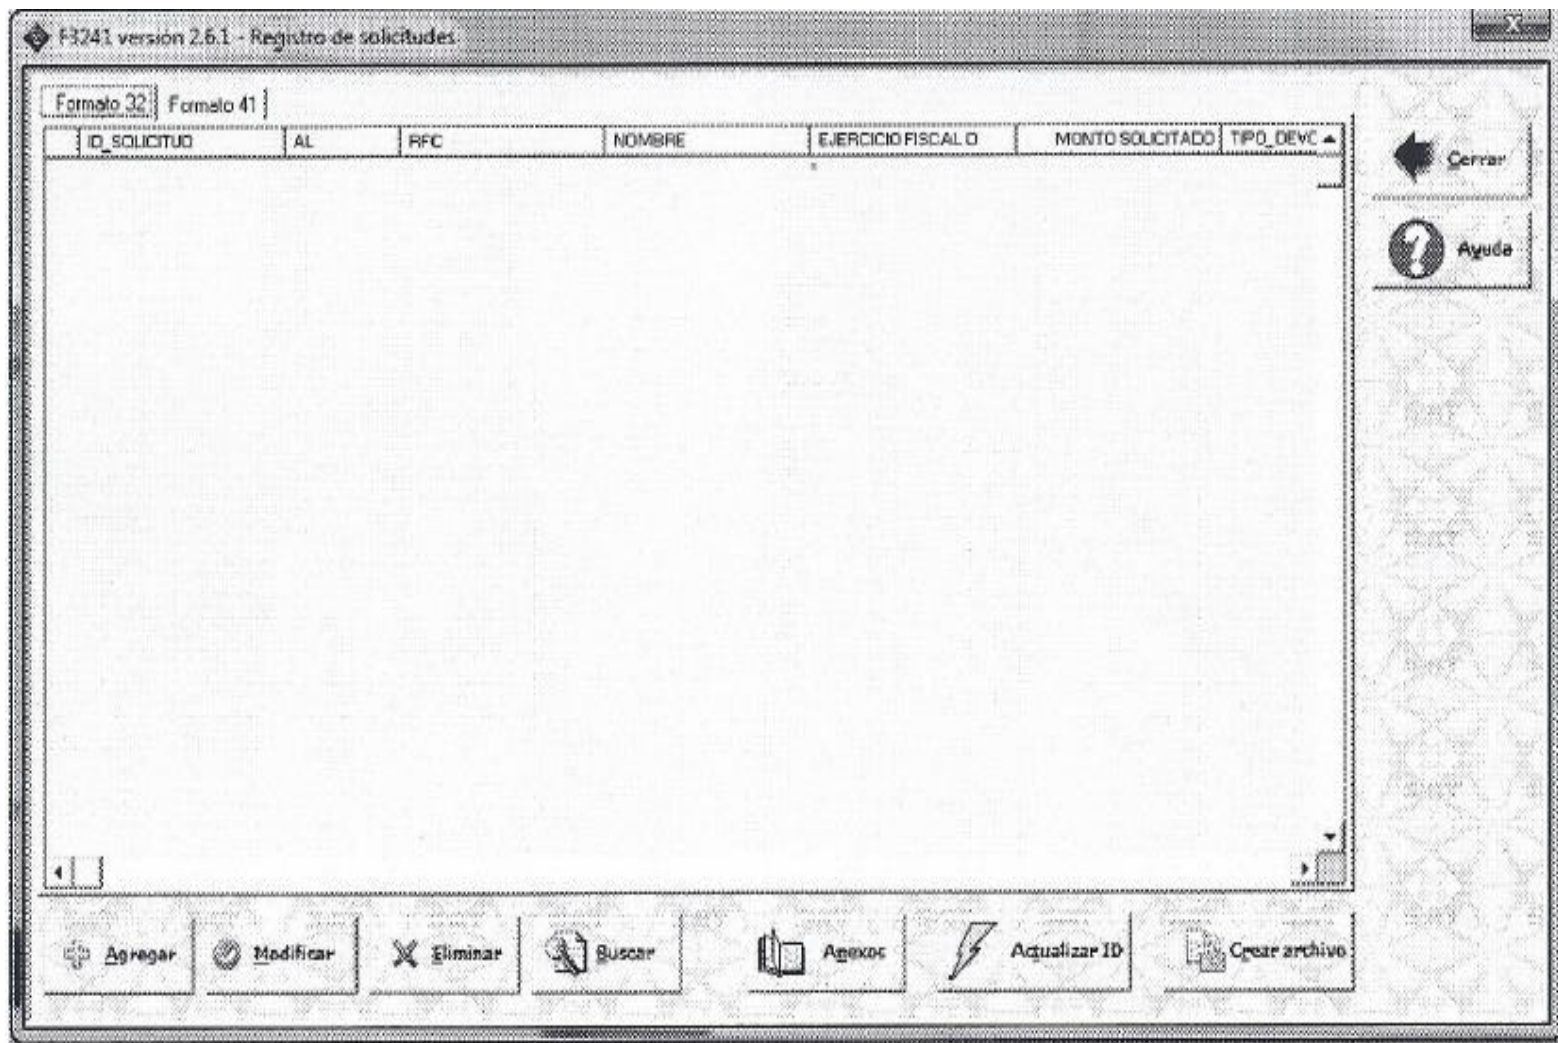 F3241 versión 2.6.1 - Registro de solicitudes
Formato 32 Formato 41
ID_SOLICITUD AL RFC NOMBRE EJERCICIO FISCAL O MONTO SOLICITADO TIPO_DEVC
Cerrar
Ayuda
Agregar Modificar Eliminar Buscar Anexos Actualizar ID Crear archivo